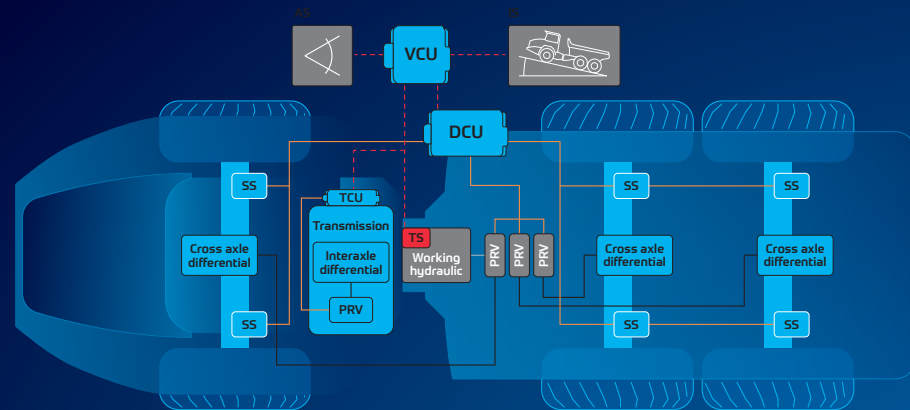 AS
VCU
DCU
SS
SS
SS
TCU
Transmission
TS
Interaxle
differential
Working
hydraulic
PRV
PRV
PRV
Cross axle
differential
Cross axle
differential
Cross axle
differential
PRV
SS
SS
SS